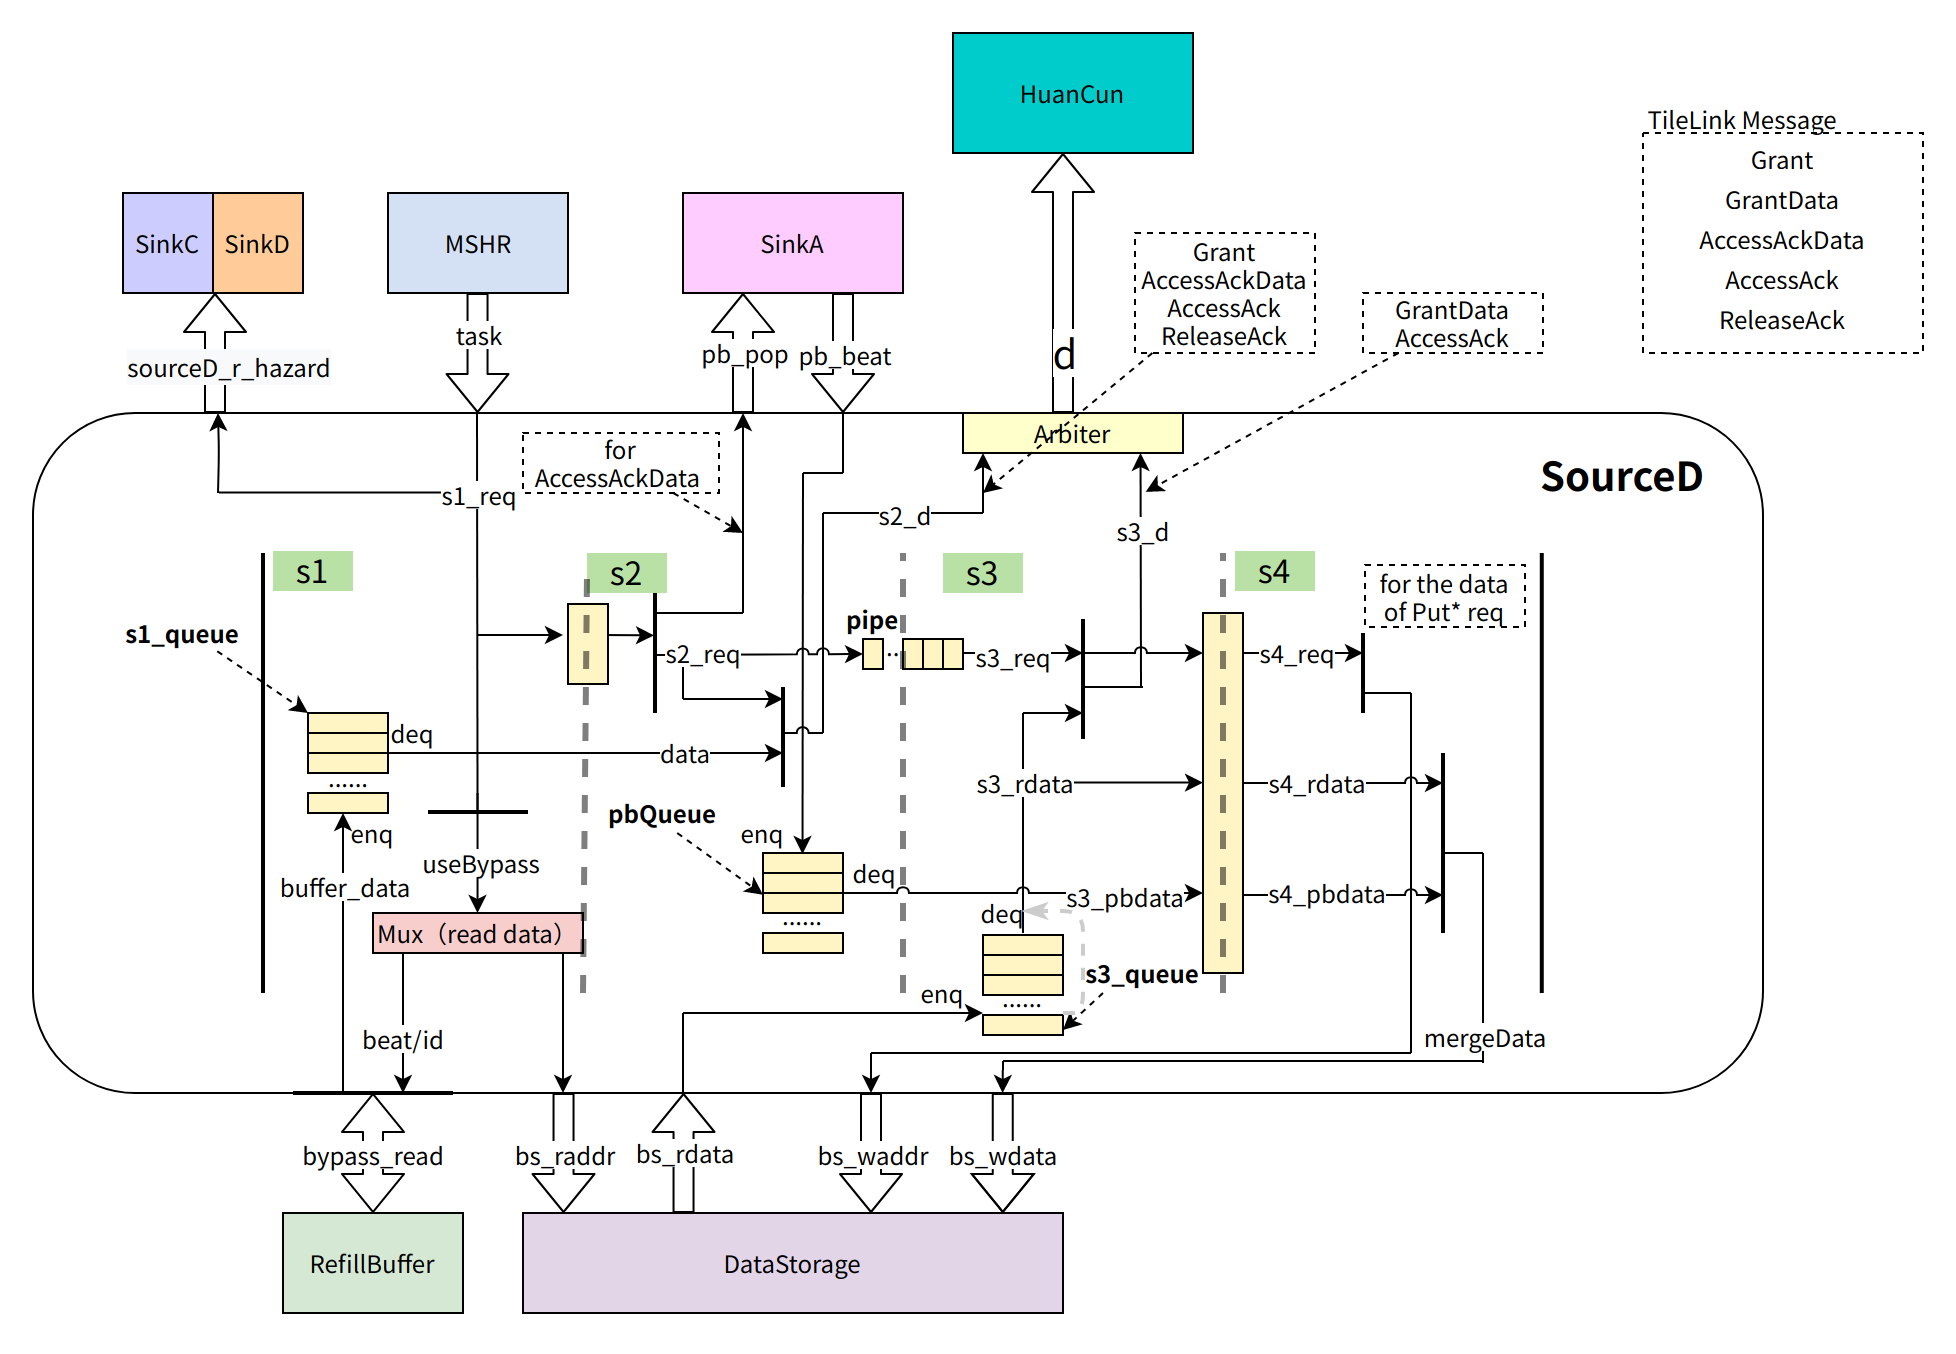 HuanCun
TileLink Message
Grant
GrantData
AccessAckData
AccessAck
ReleaseAck
SinkC
SinkD
MSHR
SinkA
Grant
AccessAckData
AccessAck
ReleaseAck
GrantData
AccessAck
sourceD_r_hazard
task
pb_pop
pb_beat
d
Arbiter
for
AccessAckData
SourceD
s1_req
s2_d
s3_d
s1
s2
s3
s4
for the data
of Put* req
s1_queue
pipe
s2_req
..
s3_req
s4_req
deq
data
......
s3_rdata
s4_rdata
pbQueue
enq
enq
useBypass
buffer_data
deq
s3_pbdata
s4_pbdata
deq
......
Mux（read data）
s3_queue
enq
......
beat/id
mergeData
bypass_read
bs_raddr
bs_rdata
bs_waddr
bs_wdata
RefillBuffer
DataStorage